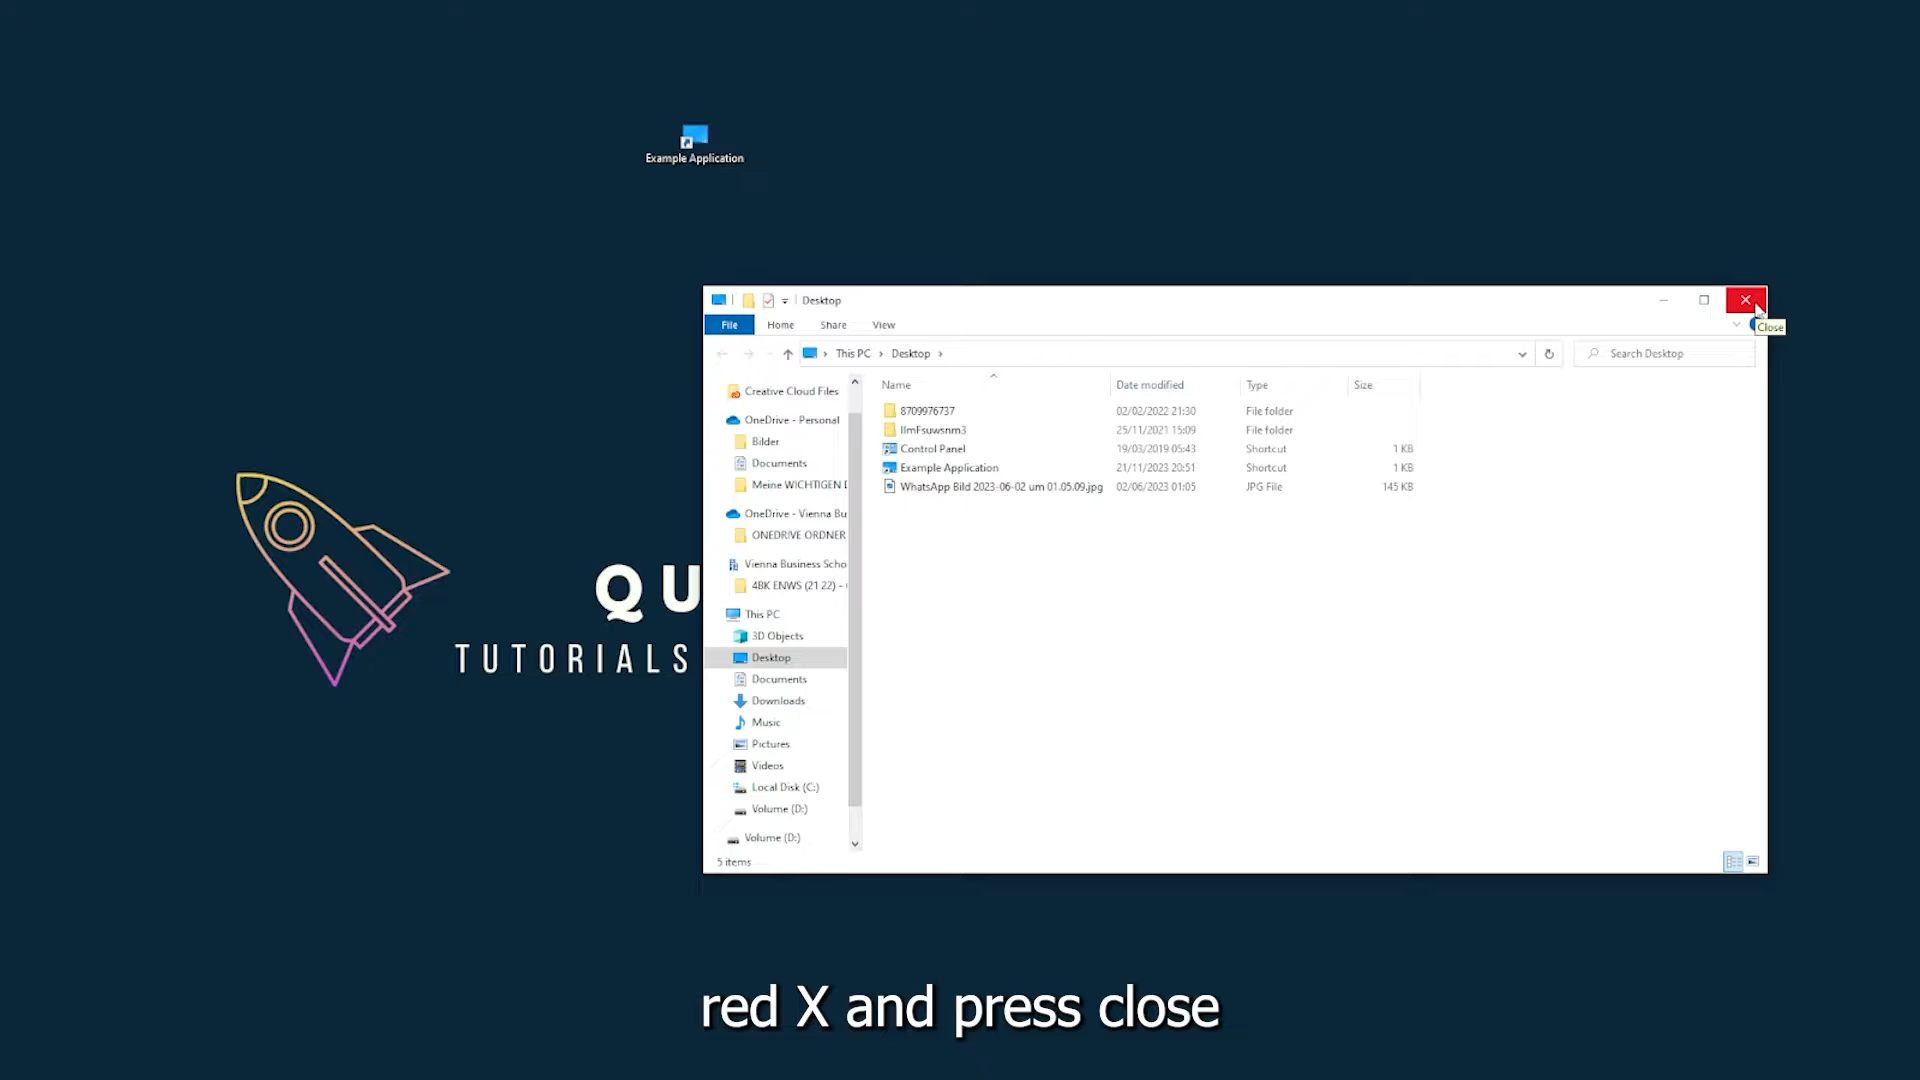 Example Application
Desktop
File Home Share View
Close
This PC Desktop
Search Desktop
Name Date modified Type Size
8709976737 02/02/2022 21:30 File folder
25/11/2021 15:09 File folder
Control Panel 19/03/2019 05:43 Shortcut 1 KB
Example Application 21/11/2023 20:51 Shortcut 1 KB
WhatsApp Bild 2023-06-02 um 01.05.09.jpg 02/06/2023 01:05 JPG File 145 KB
Creative Cloud Files
OneDrive - Personal
Bilder
Documents
Meine WICHTIGEN
OneDrive - Vienna Bu
ONEDRIVE ORDNER
Vienna Business Scho
4BK ENWS (21 22) -
This PC
3D Objects
Desktop
Documents
Downloads
Music
Pictures
Videos
Local Disk (C:)
Volume (D:)
Volume (D:)
5 items
QU
TUTORIALS
red X and press close